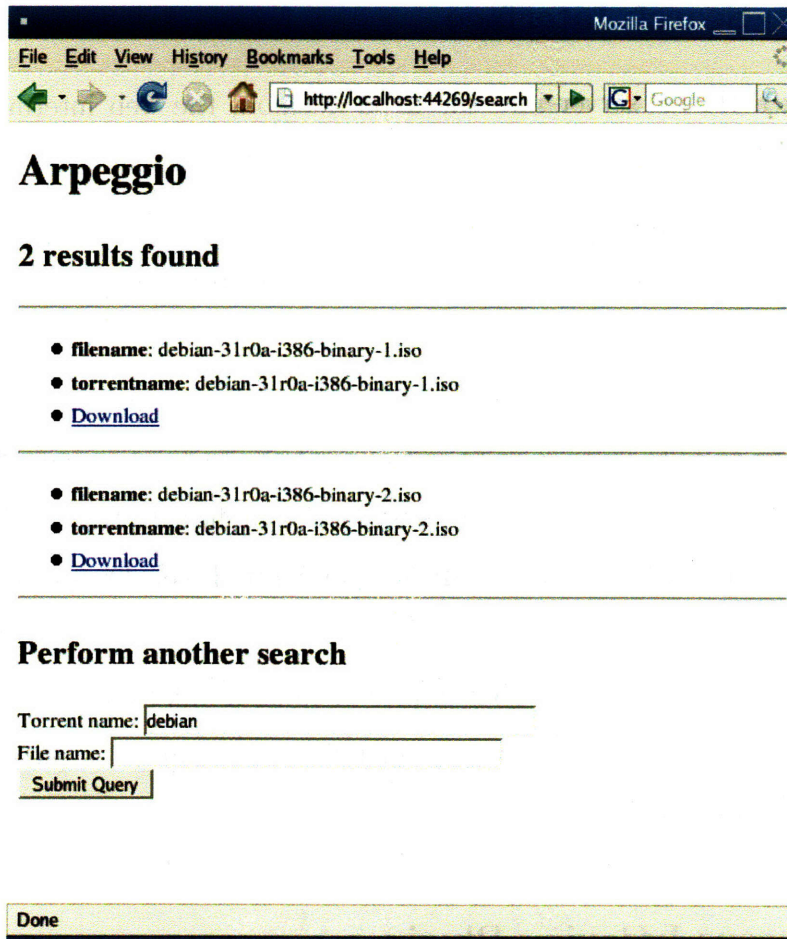 Mozilla Firefox
File Edit View History Bookmarks Tools Help
http://localhost:44269/search G Google
Arpeggio
2 results found
filename: debian-31r0a-i386-binary-1.iso
torrentname: debian-31r0a-i386-binary-1.iso
Download
filename: debian-31r0a-i386-binary-2.iso
torrentname: debian-31r0a-i386-binary-2.iso
Download
Perform another search
Torrent name: debian
File name:
Submit Query
Done